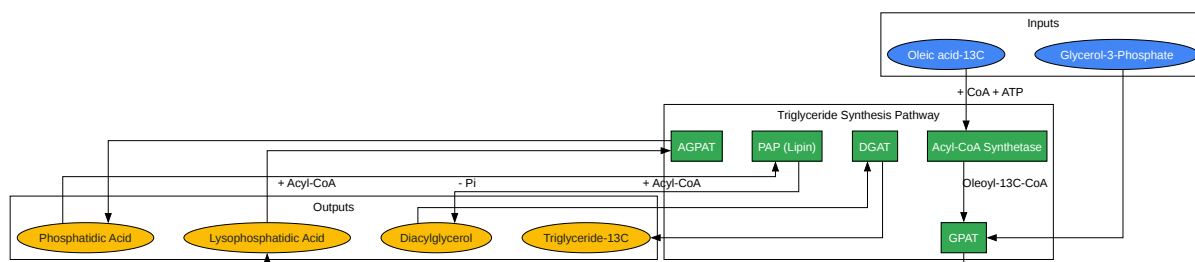 Inputs
Oleic acid-13C
Glycerol-3-Phosphate
+ CoA + ATP
Triglyceride Synthesis Pathway
AGPAT
PAP (Lipin)
DGAT
Acyl-CoA Synthetase
+ Acyl-CoA
- Pi
+ Acyl-CoA
Oleoyl-13C-CoA
Outputs
Phosphatidic Acid
Lysophosphatidic Acid
Diacylglycerol
Triglyceride-13C
GPAT